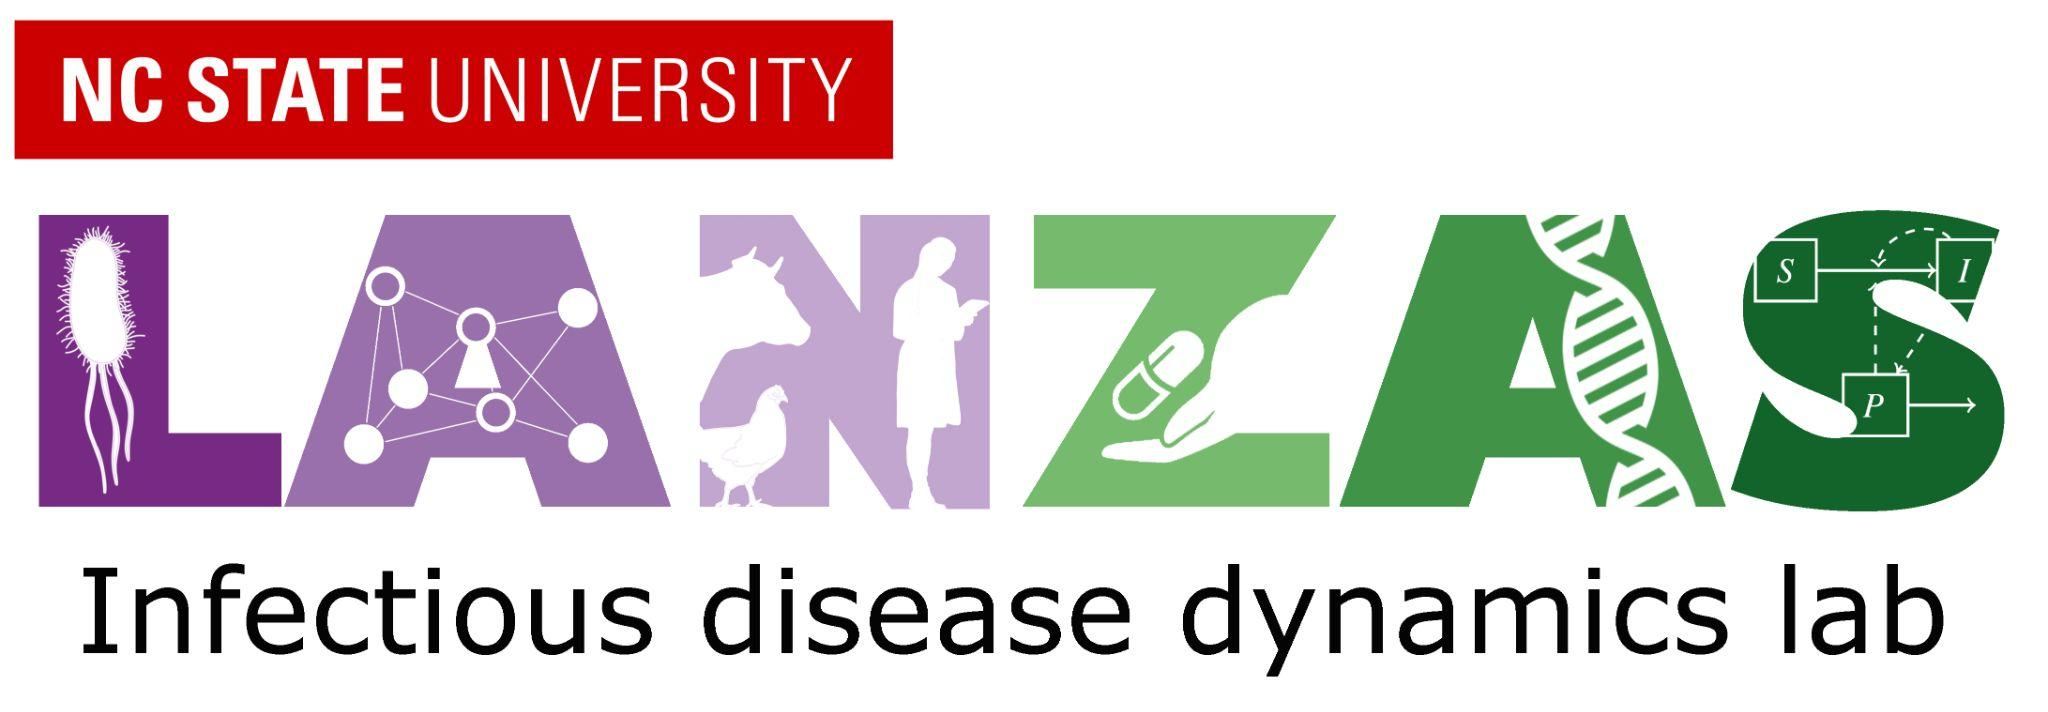 NC STATE UNIVERSITY
LANZAS
S I
P
Infectious disease dynamics lab